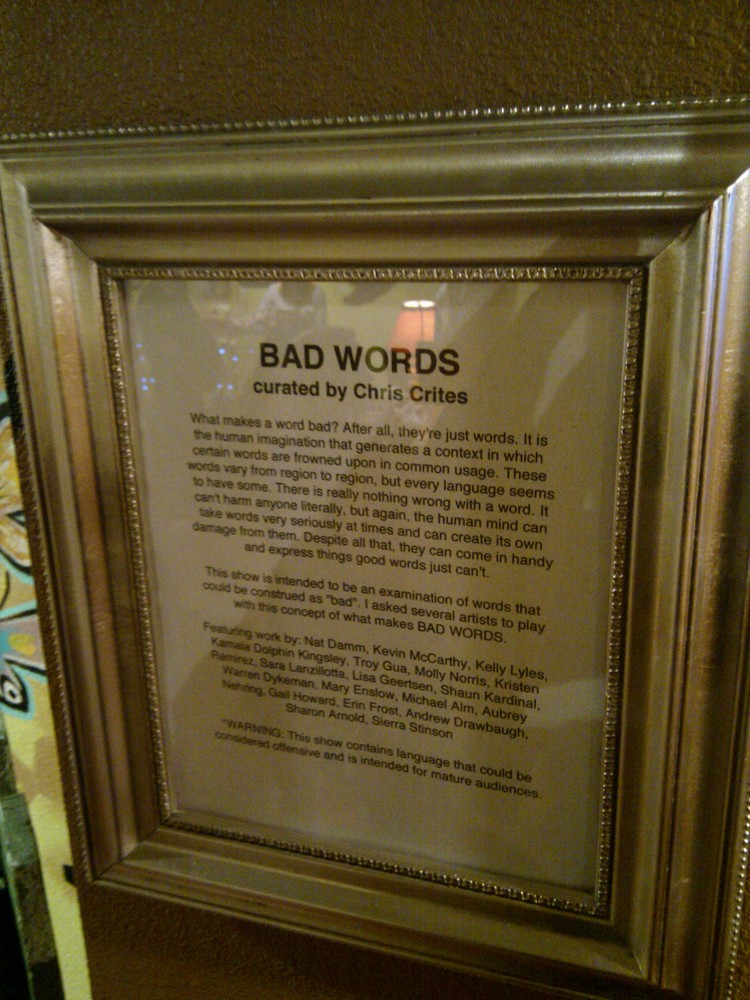 BAD WORDS
curated by Chris Crites
What makes a word bad? After all, they're just words. It is
the human imagination that generates a context in which
certain words are frowned upon in common usage. These
words vary from region to region, but every language seems
to have some. There is really nothing wrong with a word. It
can't harm anyone literally, but again, the human mind can
take words very seriously at times and can create its own
damage from them. Despite all that, they can come in handy
and express things good words just can't.
This show is intended to be an examination of words that
could be construed as "bad". I asked several artists to play
with this concept of what makes BAD WORDS.
Featuring work by: Nat Damm, Kevin McCarthy, Kelly Lyles,
Kamala Dolphin Kingsley, Troy Gua, Molly Norris, Kristen
Ramirez, Sara Lanzillotta, Lisa Geertsen, Shaun Kardinal,
Warren Dykeman, Mary Enslow, Michael Alm, Aubrey
Nehring, Gail Howard, Erin Frost, Andrew Drawbaugh,
Sharon Arnold, Sierra Stinson
*WARNING: This show contains language that could be
considered offensive and is intended for mature audiences.